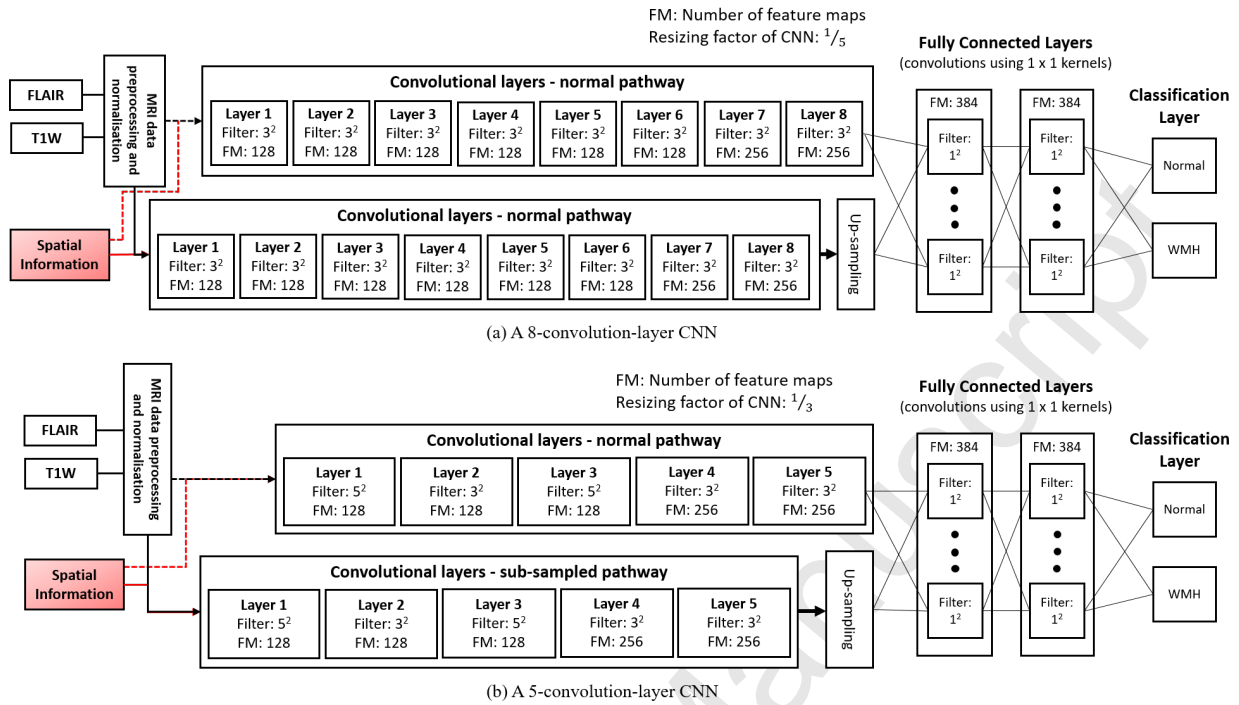 FM: Number of feature maps
Resizing factor of CNN: 1/5
Fully Connected Layers
(convolutions using 1 x 1 kernels)
Classification
Layer
FLAIR
T1W
MRI data
preprocessing and
normalisation
Spatial
Information
Convolutional layers - normal pathway
Layer 1
Filter: 3²
FM: 128
Layer 2
Filter: 3²
FM: 128
Layer 3
Filter: 3²
FM: 128
Layer 4
Filter: 3²
FM: 128
Layer 5
Filter: 3²
FM: 128
Layer 6
Filter: 3²
FM: 128
Layer 7
Filter: 3²
FM: 256
Layer 8
Filter: 3²
FM: 256
Convolutional layers - normal pathway
Layer 1
Filter: 3²
FM: 128
Layer 2
Filter: 3²
FM: 128
Layer 3
Filter: 3²
FM: 128
Layer 4
Filter: 3²
FM: 128
Layer 5
Filter: 3²
FM: 128
Layer 6
Filter: 3²
FM: 128
Layer 7
Filter: 3²
FM: 256
Layer 8
Filter: 3²
FM: 256
Up-sampling
FM: 384
Filter:
1²
Filter:
1²
FM: 384
Filter:
1²
Filter:
1²
Normal
WMH
(a) A 8-convolution-layer CNN
FM: Number of feature maps
Resizing factor of CNN: 1/3
Fully Connected Layers
(convolutions using 1 x 1 kernels)
Classification
Layer
FLAIR
T1W
MRI data preprocessing
and normalisation
Spatial
Information
Convolutional layers - normal pathway
Layer 1
Filter: 5²
FM: 128
Layer 2
Filter: 3²
FM: 128
Layer 3
Filter: 5²
FM: 128
Layer 4
Filter: 3²
FM: 256
Layer 5
Filter: 3²
FM: 256
Convolutional layers - sub-sampled pathway
Layer 1
Filter: 5²
FM: 128
Layer 2
Filter: 3²
FM: 128
Layer 3
Filter: 5²
FM: 128
Layer 4
Filter: 3²
FM: 256
Layer 5
Filter: 3²
FM: 256
Up-sampling
FM: 384
Filter:
1²
Filter:
1²
FM: 384
Filter:
1²
Filter:
1²
Normal
WMH
(b) A 5-convolution-layer CNN
Manuscript